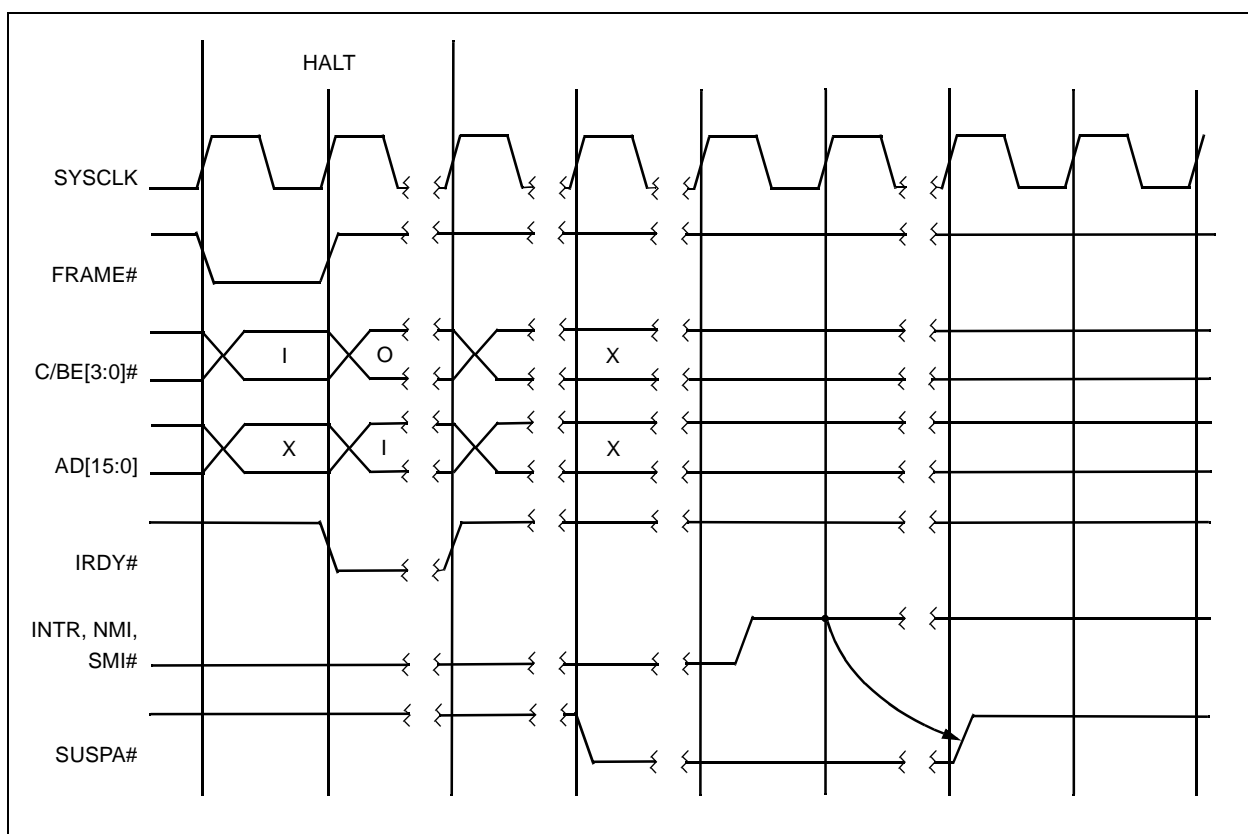 HALT
SYSCLK
FRAME#
C/BE[3:0]#
I
O
X
AD[15:0]
X
I
X
IRDY#
INTR, NMI,
SMI#
SUSPA#